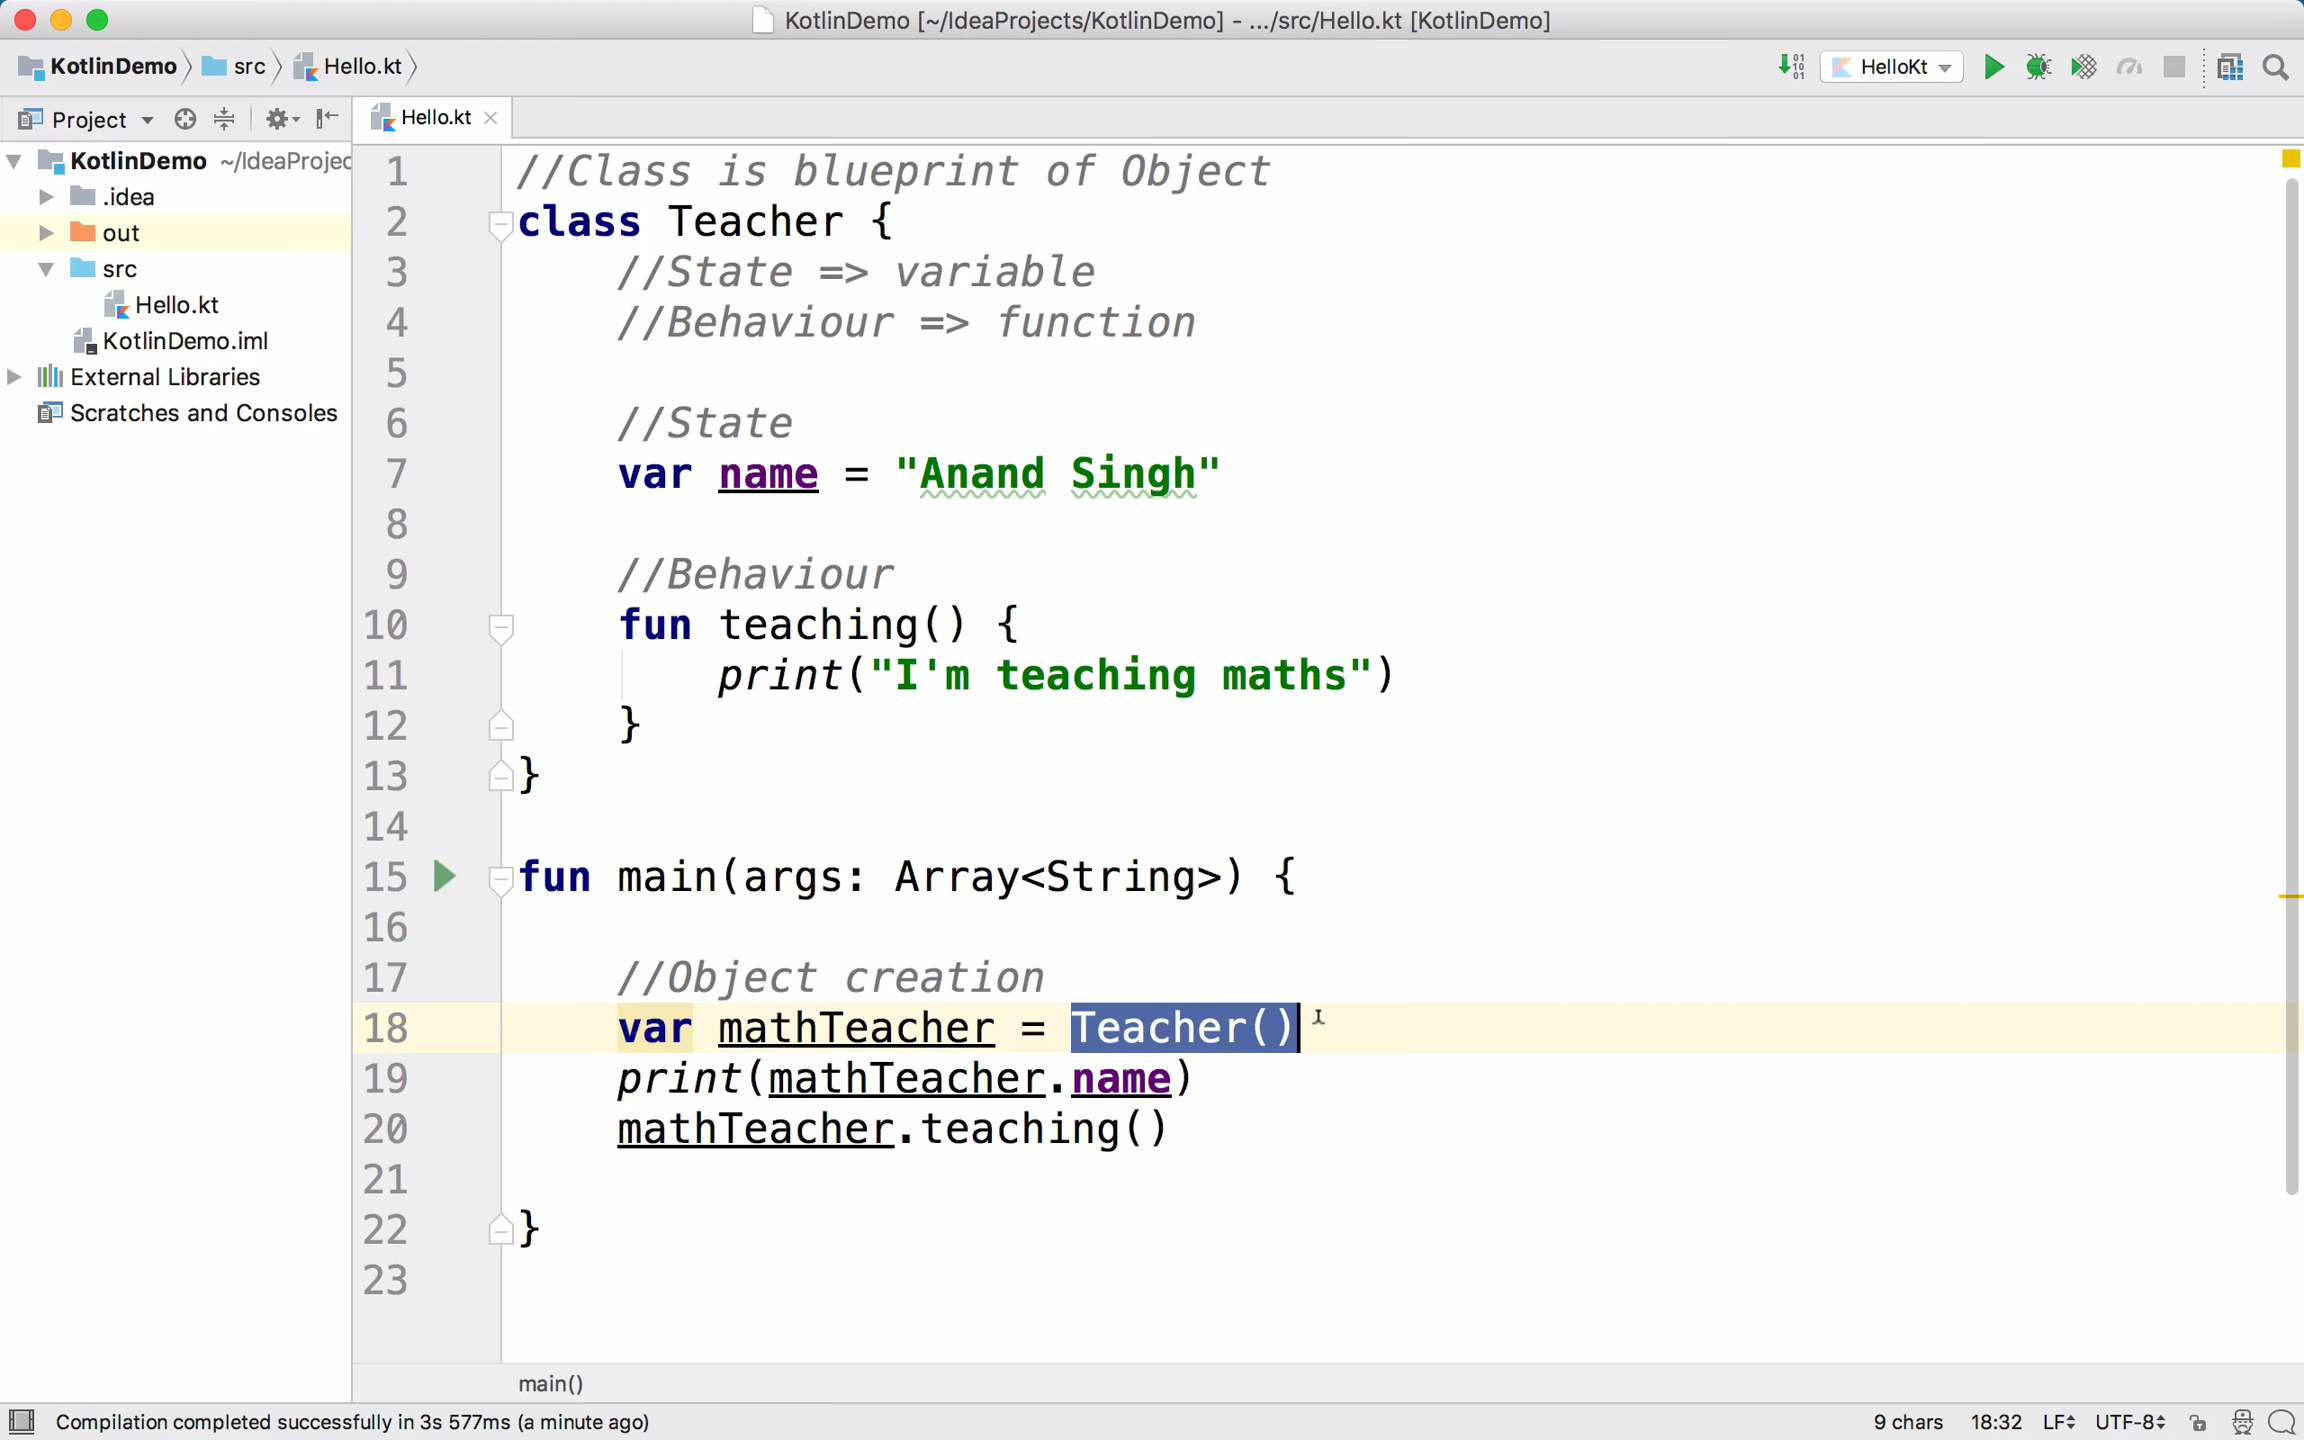 KotlinDemo [~/IdeaProjects/KotlinDemo] - .../src/Hello.kt [KotlinDemo]
KotlinDemo src Hello.kt HelloKt
Project
Hello.kt
KotlinDemo ~/IdeaProjec
.idea
out
src
Hello.kt
KotlinDemo.iml
External Libraries
Scratches and Consoles
1 //Class is blueprint of Object
2 class Teacher {
3 //State => variable
4 //Behaviour => function
5
6 //State
7 var name = "Anand Singh"
8
9 //Behaviour
10 fun teaching() {
11 print("I'm teaching maths")
12 }
13 }
14
15 fun main(args: Array<String>) {
16
17 //Object creation
18 var mathTeacher = Teacher()
19 print(mathTeacher.name)
20 mathTeacher.teaching()
21
22 }
23
main()
Compilation completed successfully in 3s 577ms (a minute ago) 9 chars 18:32 LF UTF-8